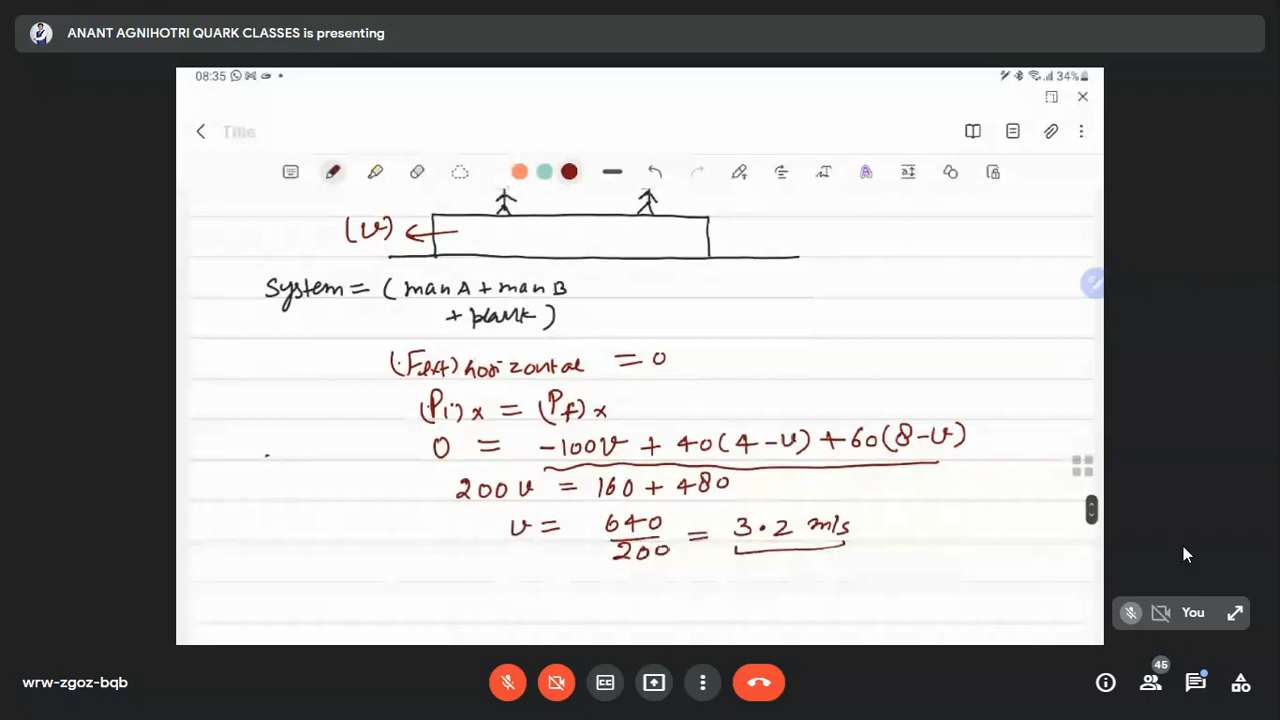 ANANT AGNIHOTRI QUARK CLASSES is presenting
08:35
34%
Title
(v)
System = (man A + man B
+ plank)
(Fext) horizontal = 0
(Pi)x = (Pf)x
0 = -100v + 40(4-v) + 60(8-v)
200v = 160 + 480
v = 640/200 = 3.2 m/s
You
wrw-zgoz-bqb
45